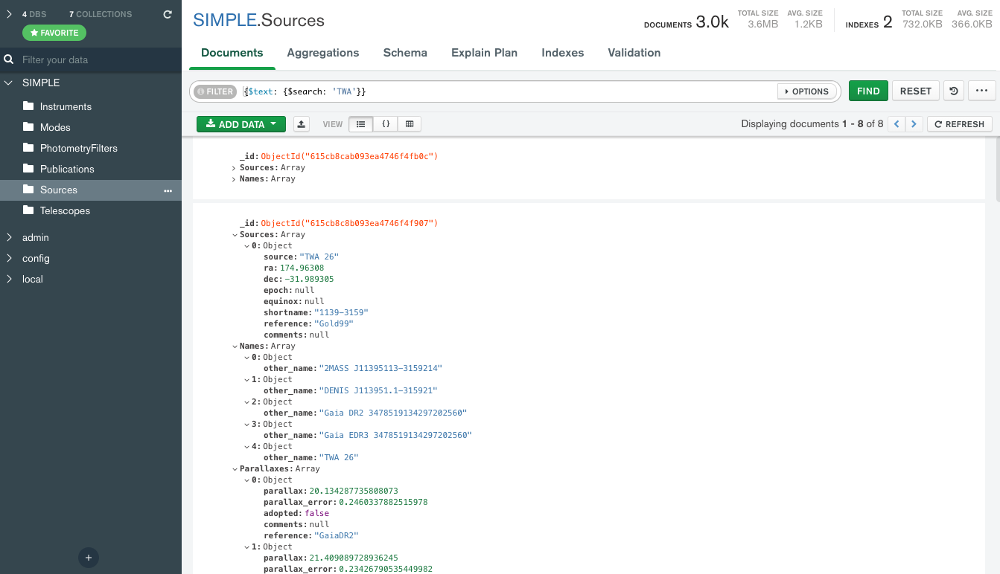 4 DBS 7 COLLECTIONS
FAVORITE
Filter your data
SIMPLE
Instruments
Modes
PhotometryFilters
Publications
Sources
Telescopes
admin
config
local
SIMPLE.Sources
DOCUMENTS 3.0k
TOTAL SIZE AVG. SIZE
3.6MB 1.2KB
INDEXES 2
TOTAL SIZE AVG. SIZE
732.0KB 366.0KB
Documents Aggregations Schema Explain Plan Indexes Validation
FILTER {$text: {$search: 'TWA'}} OPTIONS FIND RESET
ADD DATA VIEW {} Displaying documents 1 - 8 of 8 REFRESH
_id: ObjectId("615cb8cab093ea4746f4fb0c")
Sources: Array
Names: Array
_id: ObjectId("615cb8c8b093ea4746f4f907")
Sources: Array
0: Object
source: "TWA 26"
ra: 174.96308
dec: -31.989305
epoch: null
equinox: null
shortname: "1139-3159"
reference: "Gold99"
comments: null
Names: Array
0: Object
other_name: "2MASS J11395113-3159214"
1: Object
other_name: "DENIS J113951.1-315921"
2: Object
other_name: "Gaia DR2 3478519134297202560"
3: Object
other_name: "Gaia EDR3 3478519134297202560"
4: Object
other_name: "TWA 26"
Parallaxes: Array
0: Object
parallax: 20.134287735808073
parallax_error: 0.2460337882515978
adopted: false
comments: null
reference: "GaiaDR2"
1: Object
parallax: 21.409089728936245
parallax_error: 0.23426790535449982